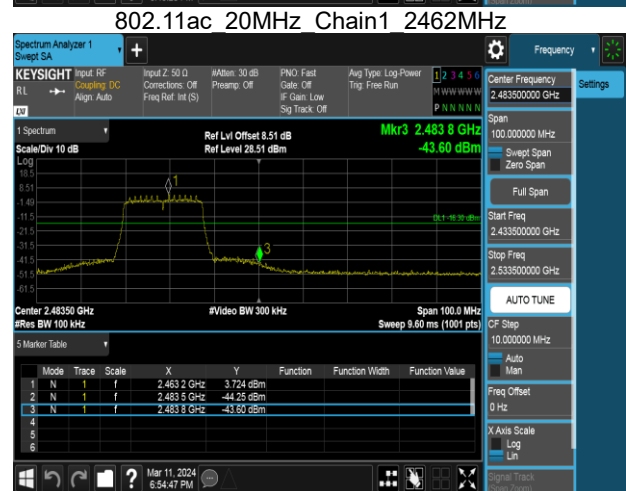 802.11ac_20MHz_Chain1_2462MHz
Spectrum Analyzer 1
Swept SA
Frequency
KEYSIGHT
RL
Input: RF
Coupling: DC
Align: Auto
Input Z: 50 Ω
Corrections: Off
Freq Ref: Int (S)
#Atten: 30 dB
Preamp: Off
PNO: Fast
Gate: Off
IF Gain: Low
Sig Track: Off
Avg Type: Log-Power
Trig: Free Run
1 2 3 4 5 6
M W W W W W
P N N N N N
Center Frequency
2.483500000 GHz
Settings
Span
100.000000 MHz
Swept Span
Zero Span
Full Span
Start Freq
2.433500000 GHz
Stop Freq
2.533500000 GHz
AUTO TUNE
CF Step
10.000000 MHz
Auto
Man
Freq Offset
0 Hz
X Axis Scale
Log
Lin
Signal Track
1 Spectrum
Scale/Div 10 dB
Ref Lvl Offset 8.51 dB
Ref Level 28.51 dBm
Mkr3 2.483 8 GHz
-43.60 dBm
Log
18.5
8.51
-1.49
-11.5
-21.5
-31.5
-41.5
-51.5
-61.5
1
3
DL1 -16.30 dBm
Center 2.48350 GHz
#Res BW 100 kHz
#Video BW 300 kHz
Span 100.0 MHz
Sweep 9.60 ms (1001 pts)
5 Marker Table
Mode Trace Scale X Y Function Function Width Function Value
1 N 1 f 2.463 2 GHz 3.724 dBm
2 N 1 f 2.483 5 GHz -44.25 dBm
3 N 1 f 2.483 8 GHz -43.60 dBm
4
5
6
?
Mar 11, 2024
6:54:47 PM